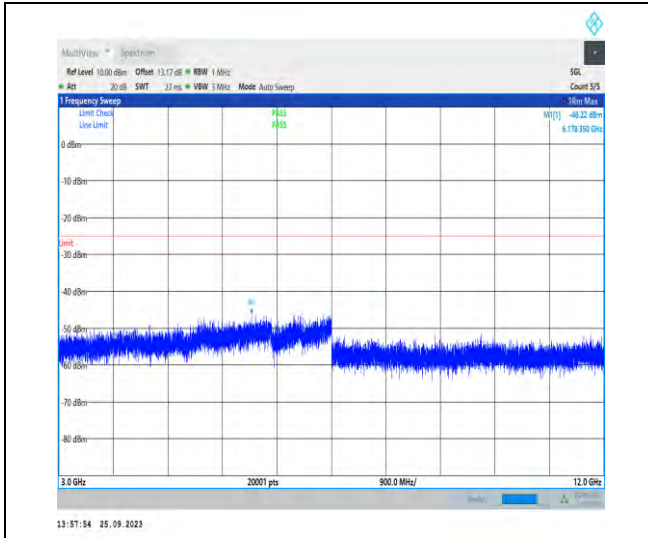 MultiView Spectrum
Ref Level 10.00 dBm Offset 13.17 dB RBW 1 MHz SGL
Att 20 dB SWT 27 ms VBW 3 MHz Mode Auto Sweep Count 5/5
1 Frequency Sweep 1Rm Max
Limit Check PASS M1[1] -46.22 dBm
Line Limit PASS 6.178 350 GHz
0 dBm
-10 dBm
-20 dBm
Limit
-30 dBm
-40 dBm
M1
-50 dBm
-60 dBm
-70 dBm
-80 dBm
3.0 GHz 20001 pts 900.0 MHz/ 12.0 GHz
13:57:54 25.09.2023